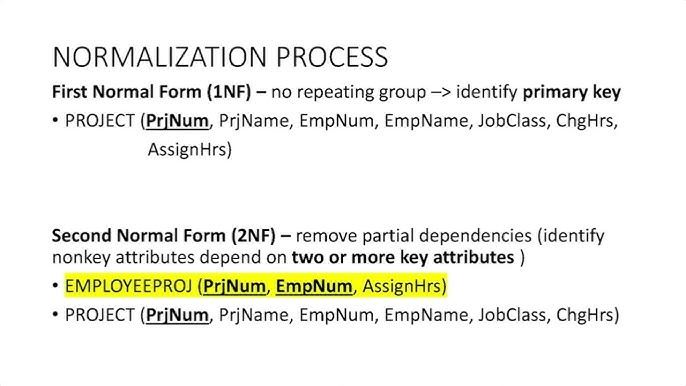 NORMALIZATION PROCESS
First Normal Form (1NF) – no repeating group –> identify primary key
• PROJECT (PrjNum, PrjName, EmpNum, EmpName, JobClass, ChgHrs,
AssignHrs)
Second Normal Form (2NF) – remove partial dependencies (identify
nonkey attributes depend on two or more key attributes )
• EMPLOYEEPROJ (PrjNum, EmpNum, AssignHrs)
• PROJECT (PrjNum, PrjName, EmpNum, EmpName, JobClass, ChgHrs)